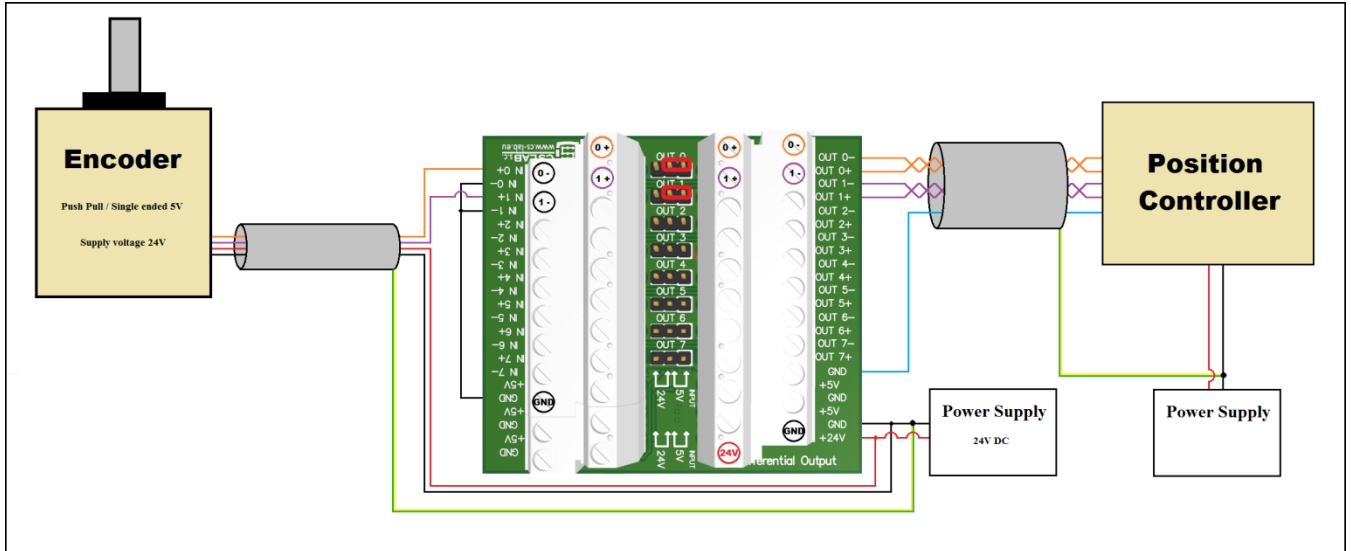 Encoder
Push Pull / Single ended 5V
Supply voltage 24V
www.cs-lab.eu
IN 0+
IN 0-
IN 1+
IN 1-
IN 2+
IN 2-
IN 3+
IN 3-
IN 4+
IN 4-
IN 5+
IN 5-
IN 6+
IN 6-
IN 7+
IN 7-
+5V
GND
+5V
GND
+5V
GND
0 -
1 -
GND
0 +
1 +
OUT 0
OUT 1
OUT 2
OUT 3
OUT 4
OUT 5
OUT 6
OUT 7
24V
5V
INPUT
24V
5V
INPUT
0 +
1 +
24V
0 -
1 -
GND
OUT 0-
OUT 0+
OUT 1-
OUT 1+
OUT 2-
OUT 2+
OUT 3-
OUT 3+
OUT 4-
OUT 4+
OUT 5-
OUT 5+
OUT 6-
OUT 6+
OUT 7-
OUT 7+
GND
+5V
GND
+5V
GND
+24V
Output
Position
Controller
Power Supply
24V DC
Power Supply